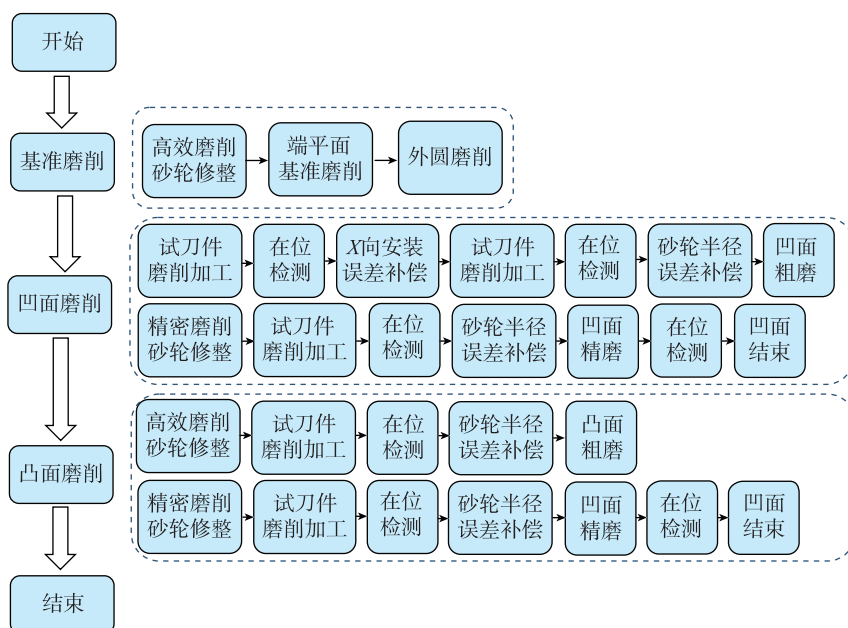 开始
基准磨削
高效磨削
砂轮修整
端平面
基准磨削
外圆磨削
凹面磨削
试刀件
磨削加工
在位
检测
X向安装
误差补偿
试刀件
磨削加工
在位
检测
砂轮半径
误差补偿
凹面
粗磨
精密磨削
砂轮修整
试刀件
磨削加工
在位
检测
砂轮半径
误差补偿
凹面
精磨
在位
检测
凹面
结束
凸面磨削
高效磨削
砂轮修整
试刀件
磨削加工
在位
检测
砂轮半径
误差补偿
凸面
粗磨
精密磨削
砂轮修整
试刀件
磨削加工
在位
检测
砂轮半径
误差补偿
凹面
精磨
在位
检测
凹面
结束
结束